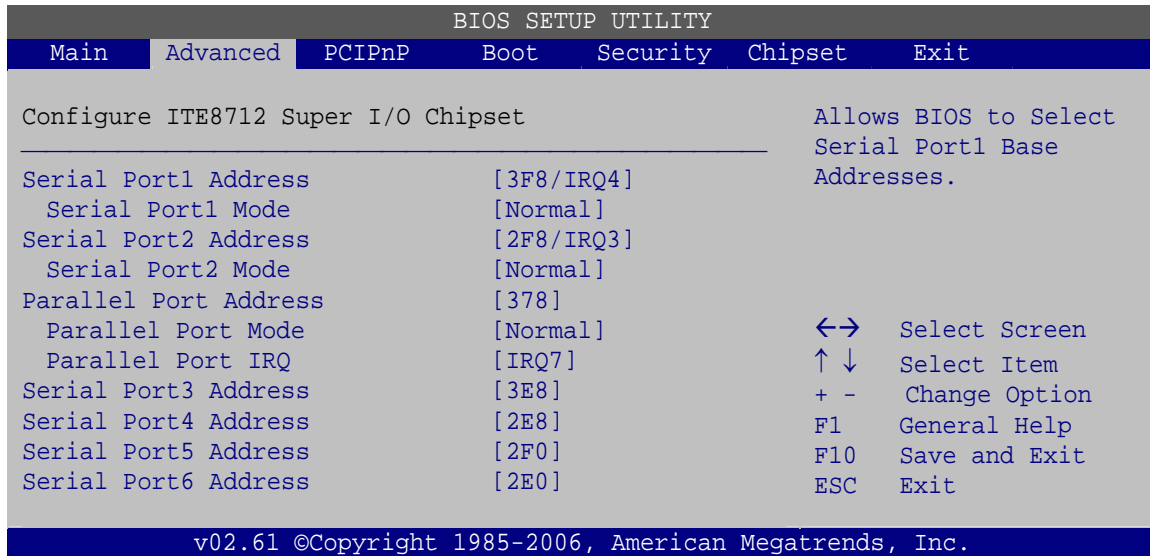 BIOS SETUP UTILITY
Main Advanced PCIPnP Boot Security Chipset Exit
Configure ITE8712 Super I/O Chipset
Serial Port1 Address [3F8/IRQ4]
Serial Port1 Mode [Normal]
Serial Port2 Address [2F8/IRQ3]
Serial Port2 Mode [Normal]
Parallel Port Address [378]
Parallel Port Mode [Normal]
Parallel Port IRQ [IRQ7]
Serial Port3 Address [3E8]
Serial Port4 Address [2E8]
Serial Port5 Address [2F0]
Serial Port6 Address [2E0]
Allows BIOS to Select
Serial Port1 Base
Addresses.
←→ Select Screen
↑ ↓ Select Item
+ - Change Option
F1 General Help
F10 Save and Exit
ESC Exit
v02.61 ©Copyright 1985-2006, American Megatrends, Inc.